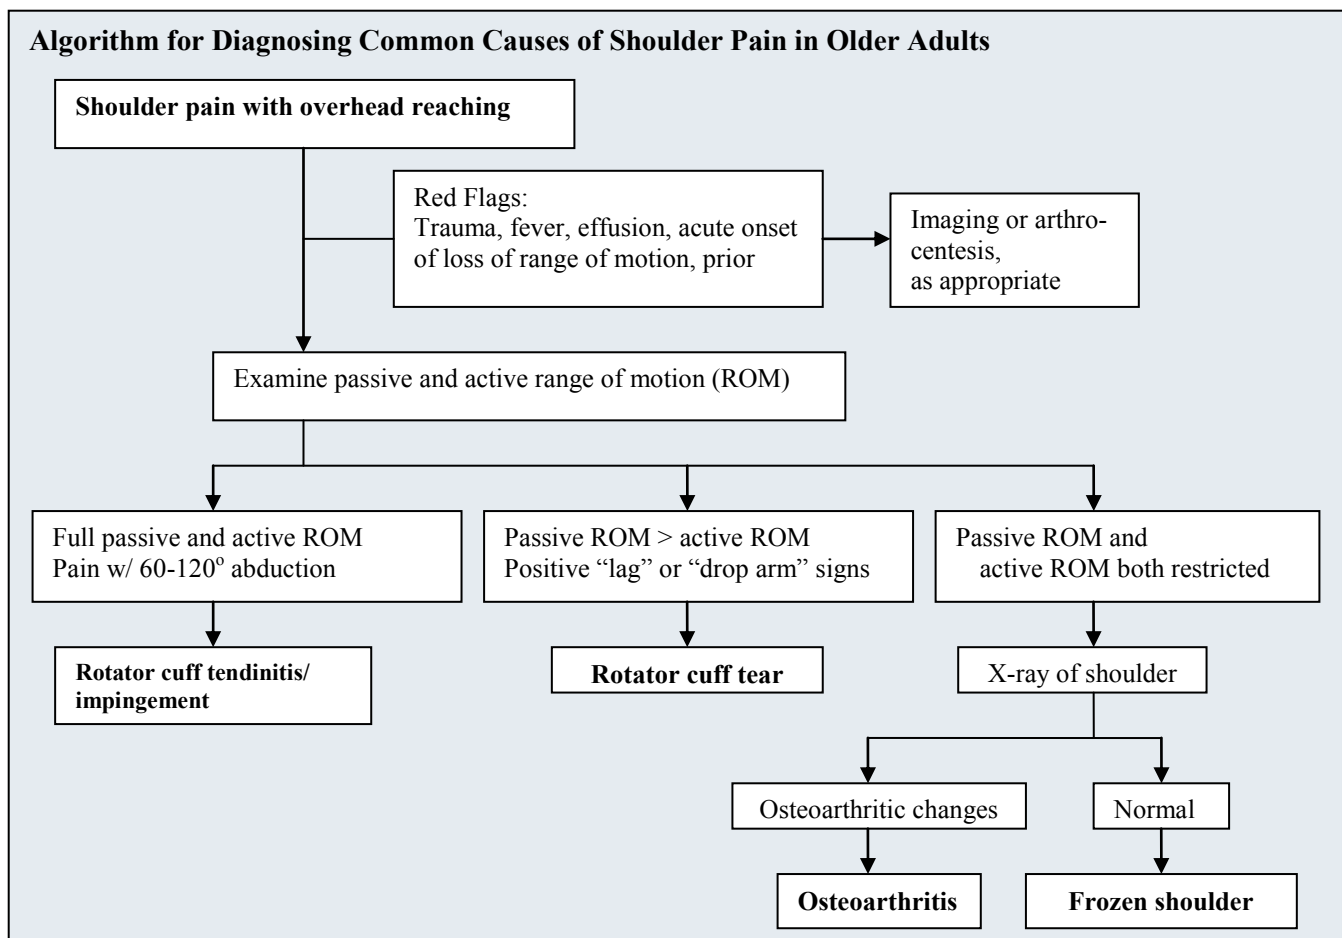 Algorithm for Diagnosing Common Causes of Shoulder Pain in Older Adults
Shoulder pain with overhead reaching
Red Flags:
Trauma, fever, effusion, acute onset
of loss of range of motion, prior
Imaging or arthro-
centesis,
as appropriate
Examine passive and active range of motion (ROM)
Full passive and active ROM
Pain w/ 60-120° abduction
Passive ROM > active ROM
Positive “lag” or “drop arm” signs
Passive ROM and
active ROM both restricted
Rotator cuff tendinitis/
impingement
Rotator cuff tear
X-ray of shoulder
Osteoarthritic changes
Normal
Osteoarthritis
Frozen shoulder